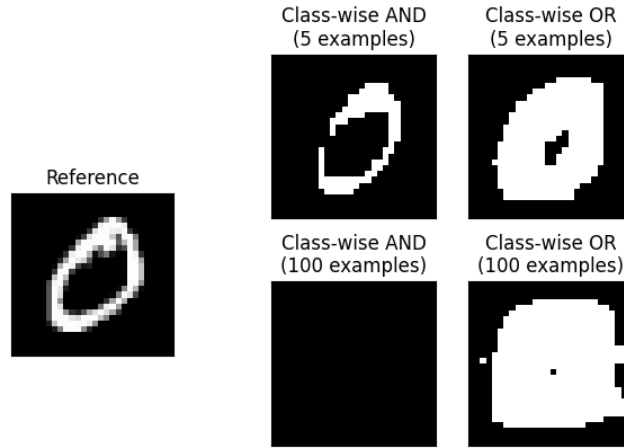 Class-wise AND
(5 examples)
Class-wise OR
(5 examples)
Reference
Class-wise AND
(100 examples)
Class-wise OR
(100 examples)